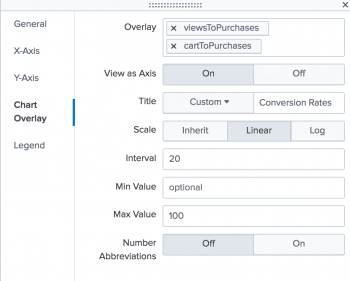 General
X-Axis
Y-Axis
Chart
Overlay
Legend
Overlay
× viewsToPurchases
× cartToPurchases
View as Axis On Off
Title Custom Conversion Rates
Scale Inherit Linear Log
Interval 20
Min Value optional
Max Value 100
Number
Abbreviations Off On